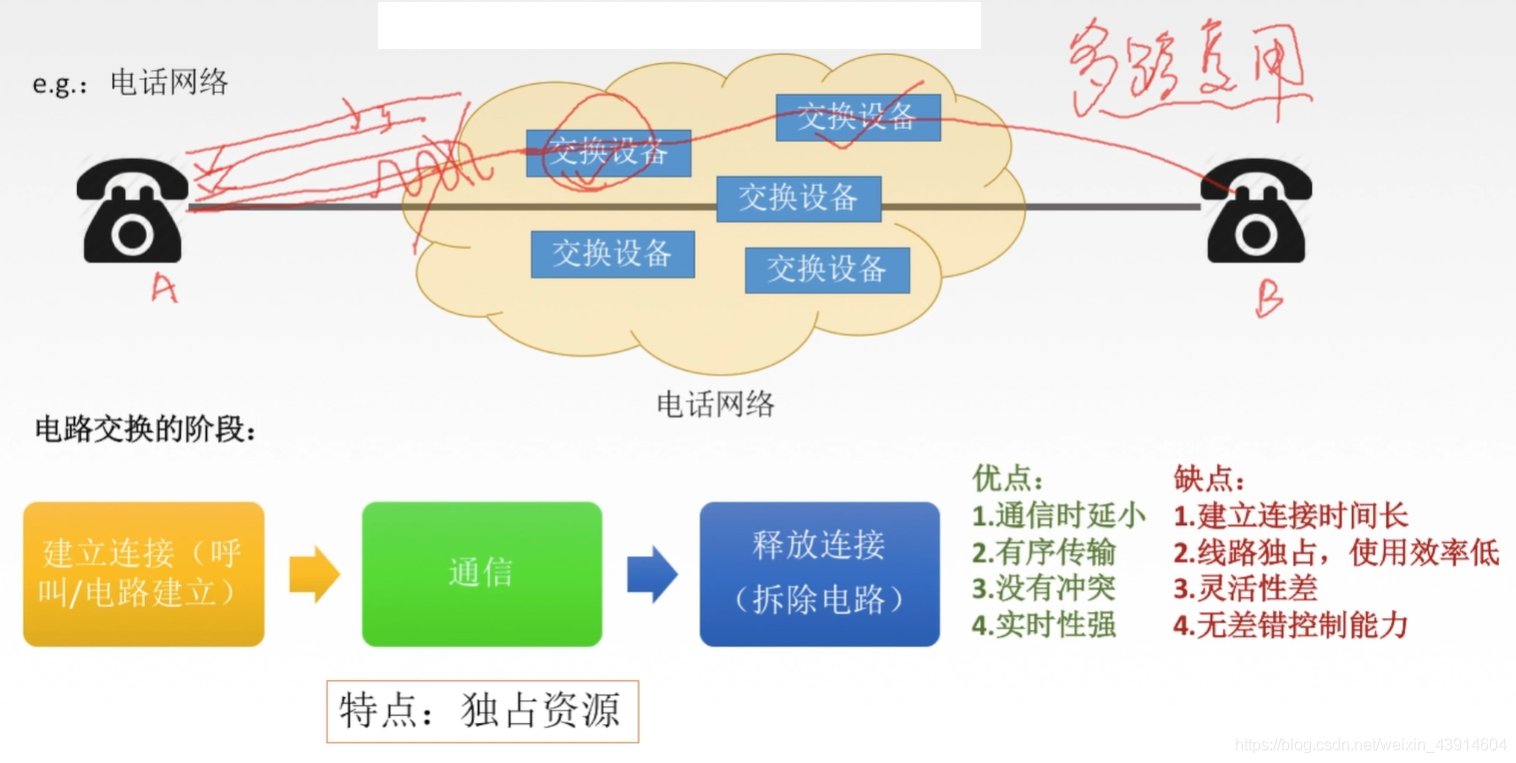 多路复用
e.g.：电话网络
交换设备
交换设备
交换设备
交换设备
交换设备
A
B
电话网络
电路交换的阶段：
建立连接（呼
叫/电路建立）
通信
释放连接
（拆除电路）
优点：
1.通信时延小
2.有序传输
3.没有冲突
4.实时性强
缺点：
1.建立连接时间长
2.线路独占，使用效率低
3.灵活性差
4.无差错控制能力
特点：独占资源
https://blog.csdn.net/weixin_43914604